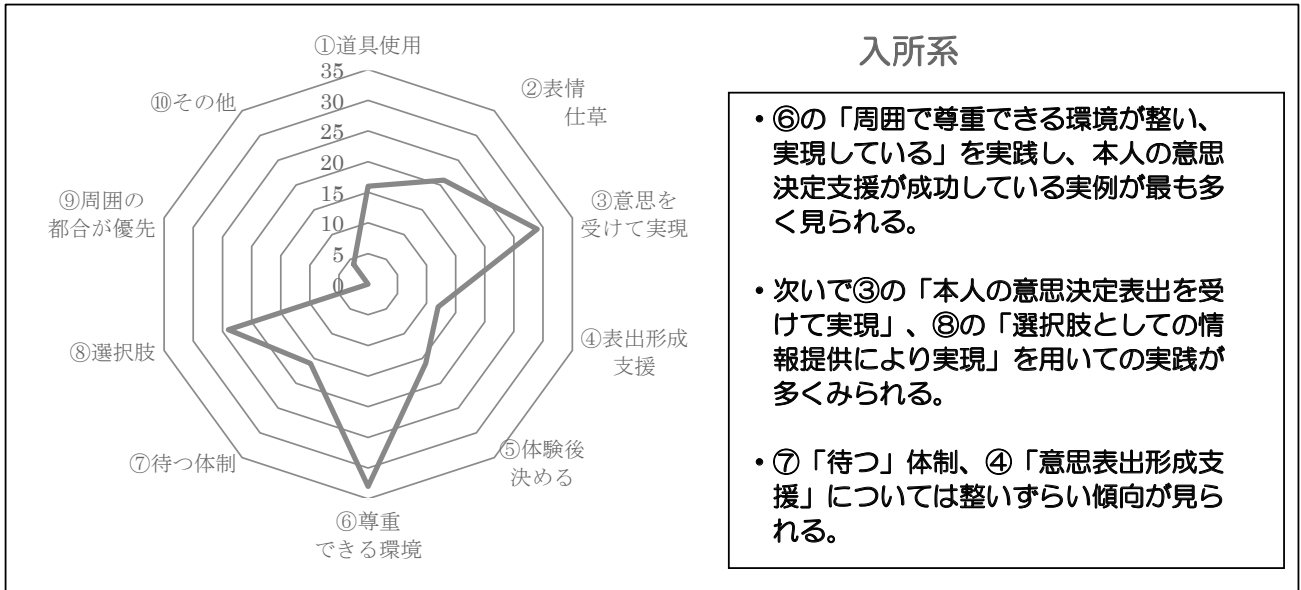 入所系
①道具使用
②表情
仕草
③意思を
受けて実現
④表出形成
支援
⑤体験後
決める
⑥尊重
できる環境
⑦待つ体制
⑧選択肢
⑨周囲の
都合が優先
⑩その他
35
30
25
20
15
10
5
0
・⑥の「周囲で尊重できる環境が整い、
実現している」を実践し、本人の意思
決定支援が成功している実例が最も多
く見られる。
・次いで③の「本人の意思決定表出を受
けて実現」、⑧の「選択肢としての情
報提供により実現」を用いての実践が
多くみられる。
・⑦「待つ」体制、④「意思表出形成支
援」については整いずらい傾向が見ら
れる。